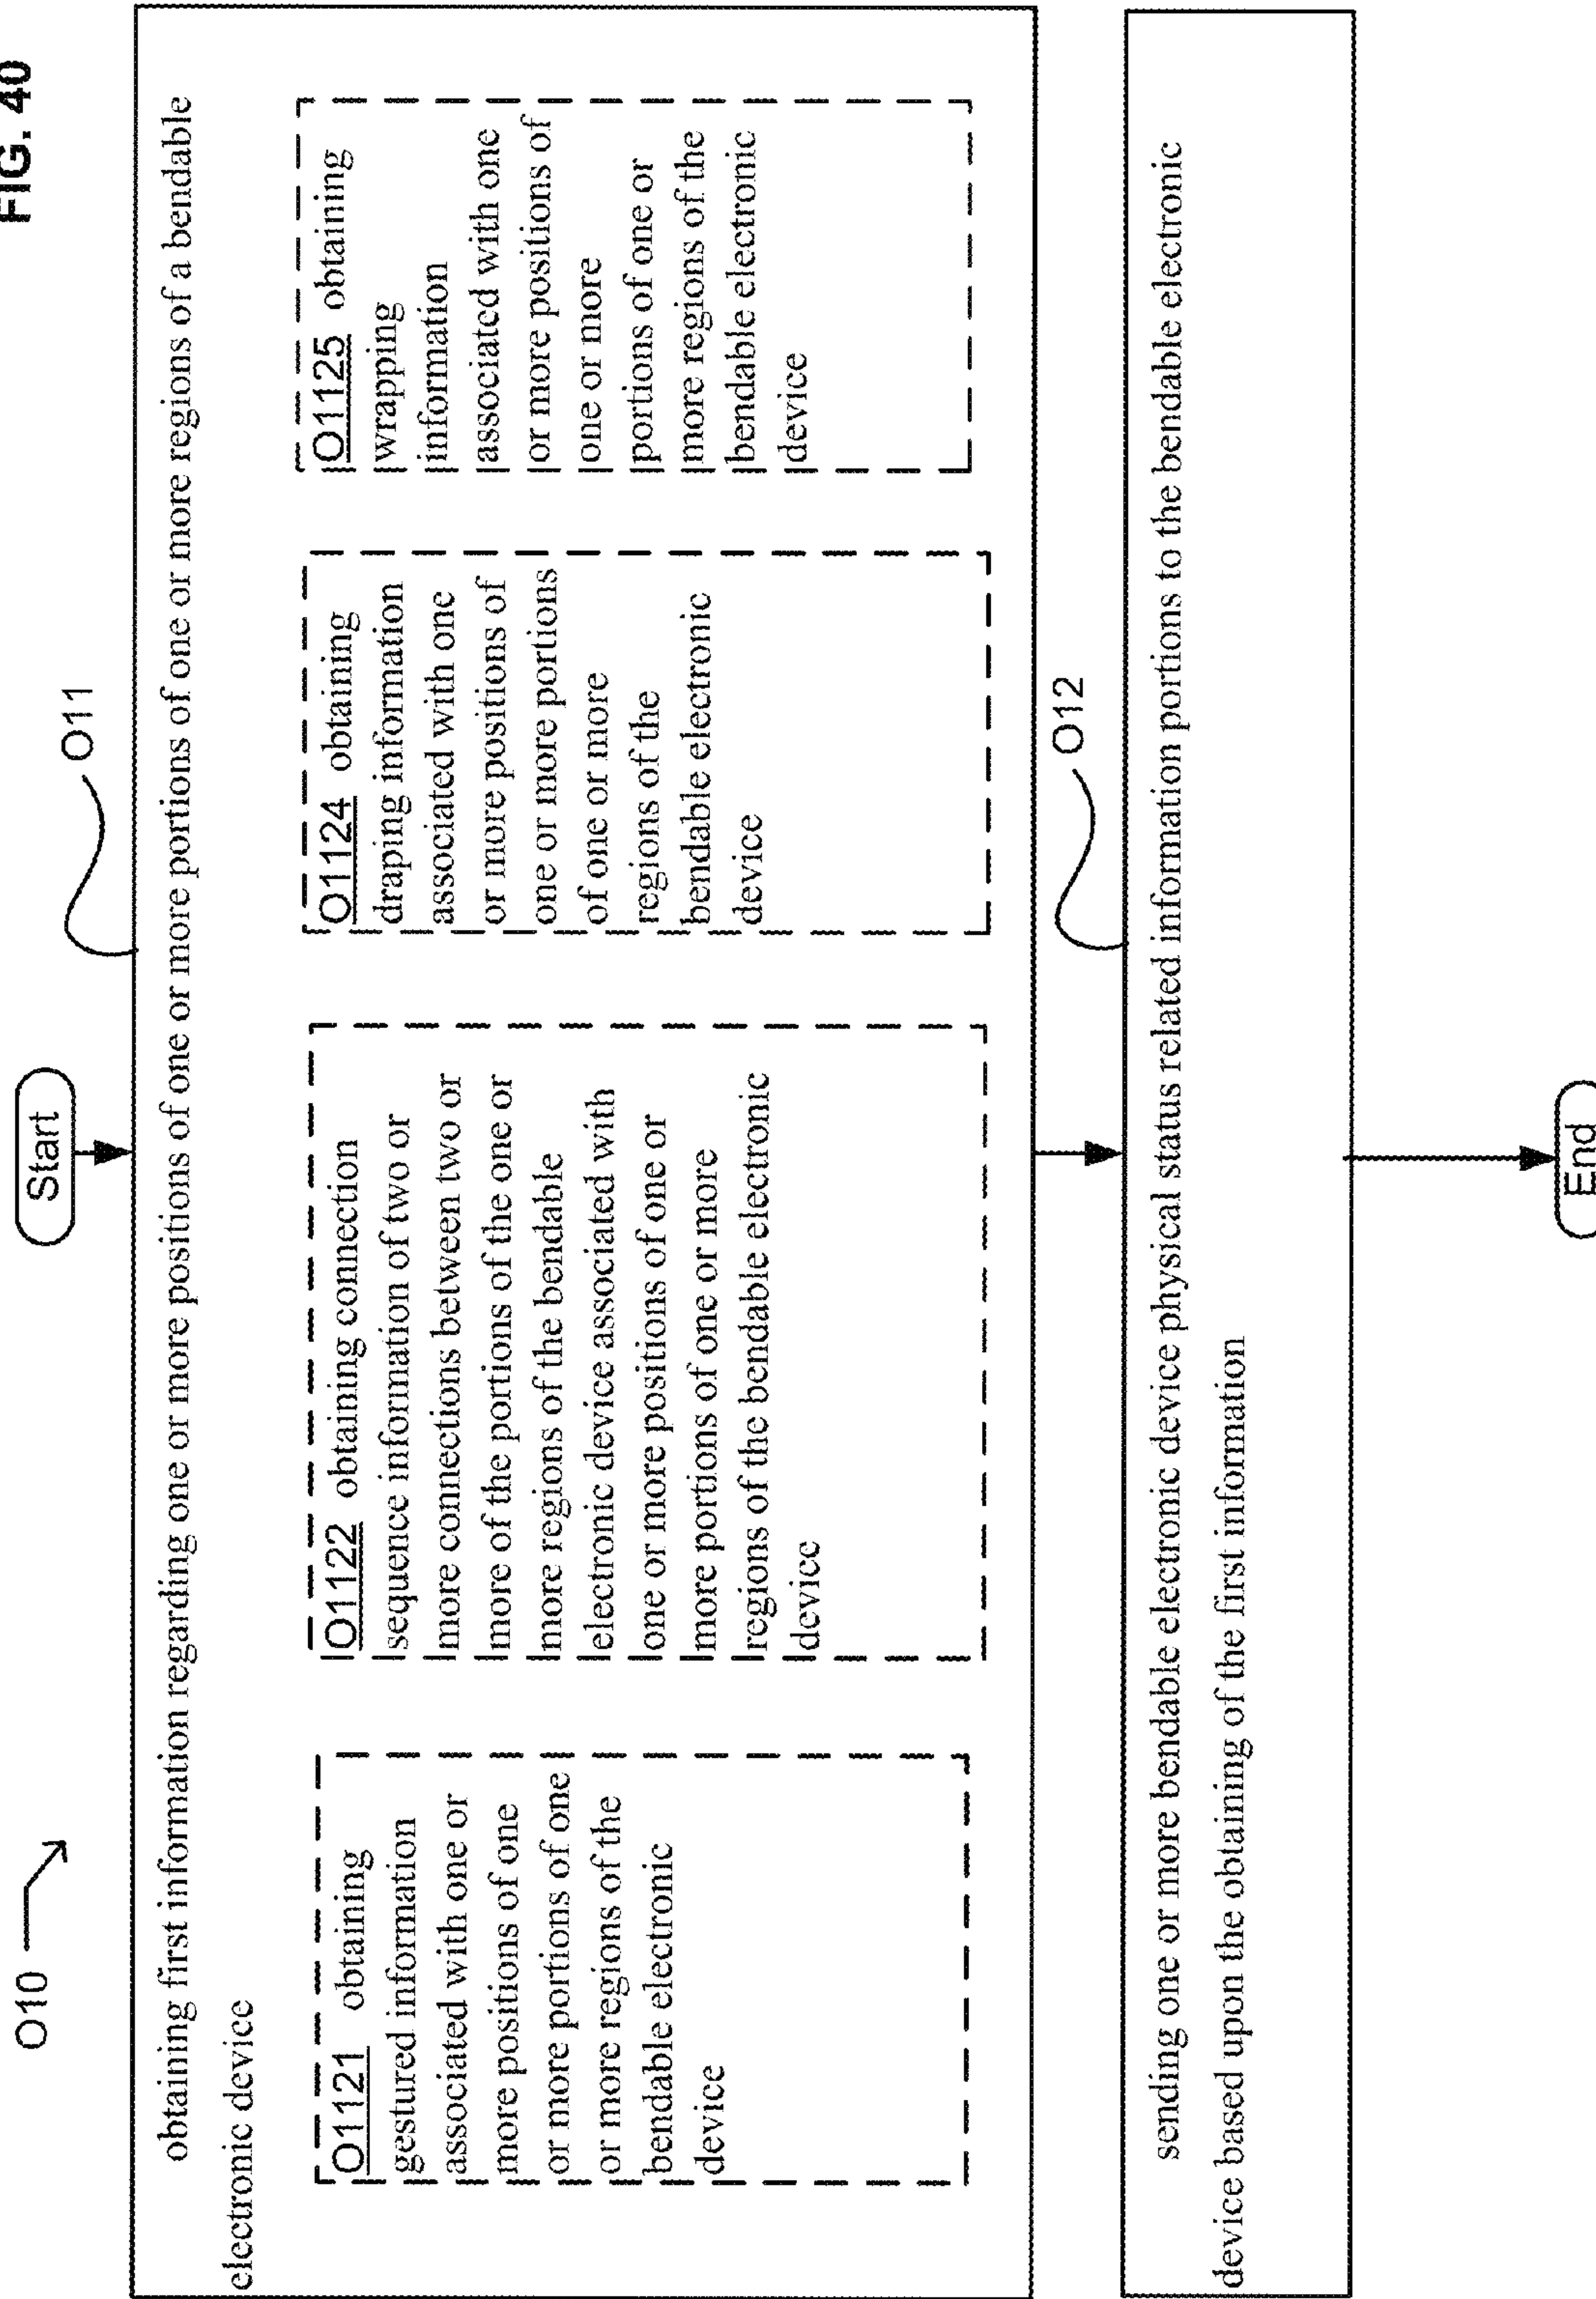 FIG. 40
O10
Start
O11
obtaining first information regarding one or more positions of one or more portions of one or more regions of a bendable
electronic device
O1121 obtaining
gestured information
associated with one or
more positions of one
or more portions of one
or more regions of the
bendable electronic
device
O1122 obtaining connection
sequence information of two or
more connections between two or
more of the portions of the one or
more regions of the bendable
electronic device associated with
one or more positions of one or
more portions of one or more
regions of the bendable electronic
device
O1124 obtaining
draping information
associated with one
or more positions of
one or more portions
of one or more
regions of the
bendable electronic
device
O1125 obtaining
wrapping
information
associated with one
or more positions of
one or more
portions of one or
more regions of the
bendable electronic
device
O12
sending one or more bendable electronic device physical status related information portions to the bendable electronic
device based upon the obtaining of the first information
End